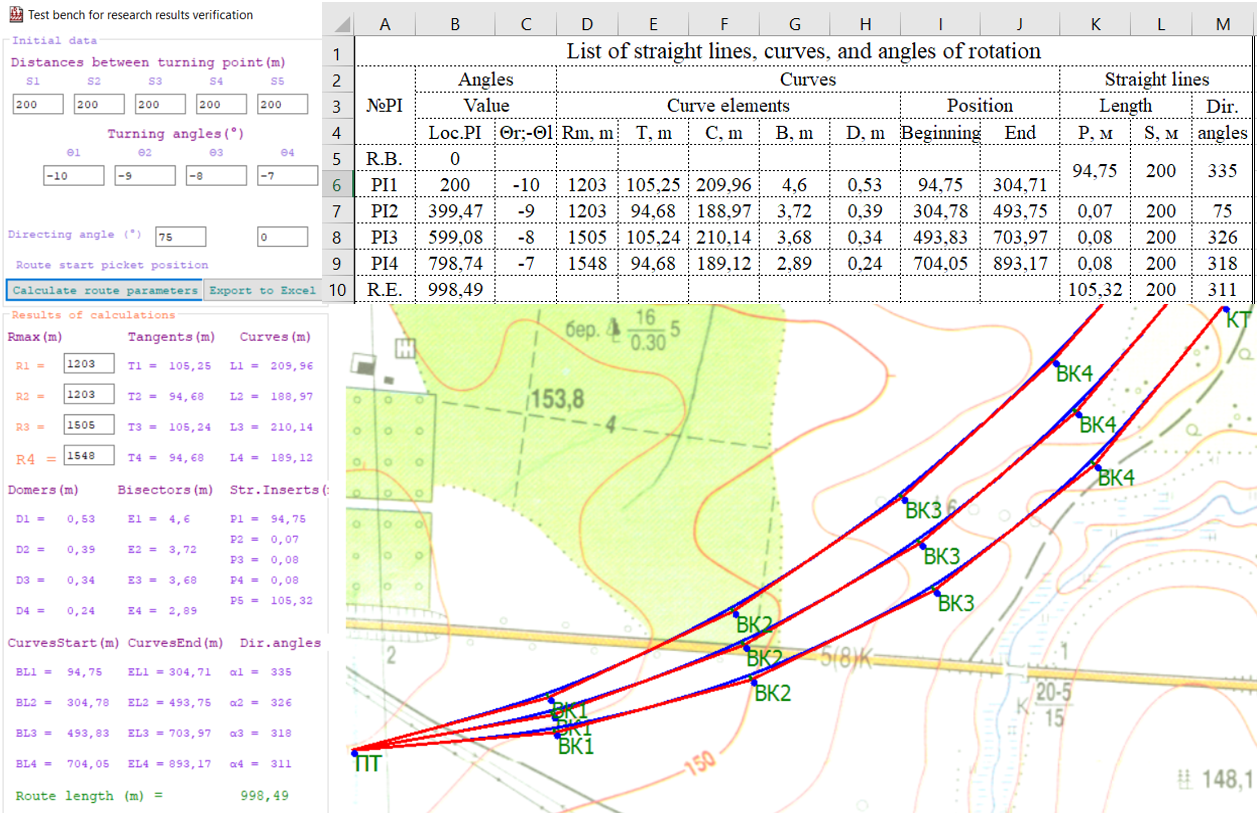 Test bench for research results verification
Initial data
Distances between turning point(m)
S1 S2 S3 S4 S5
200 200 200 200 200
Turning angles(°)
θ1 θ2 θ3 θ4
-10 -9 -8 -7
Directing angle (°) 75 0
Route start picket position
Calculate route parameters Export to Excel
Results of calculations
Rmax(m) Tangents(m) Curves(m)
R1 = 1203 T1 = 105,25 L1 = 209,96
R2 = 1203 T2 = 94,68 L2 = 188,97
R3 = 1505 T3 = 105,24 L3 = 210,14
R4 = 1548 T4 = 94,68 L4 = 189,12
Domers(m) Bisectors(m) Str.Inserts(
D1 = 0,53 E1 = 4,6 P1 = 94,75
P2 = 0,07
D2 = 0,39 E2 = 3,72 P3 = 0,08
D3 = 0,34 E3 = 3,68 P4 = 0,08
P5 = 105,32
D4 = 0,24 E4 = 2,89
CurvesStart(m) CurvesEnd(m) Dir.angles
BL1 = 94,75 EL1 = 304,71 α1 = 335
BL2 = 304,78 EL2 = 493,75 α2 = 326
BL3 = 493,83 EL3 = 703,97 α3 = 318
BL4 = 704,05 EL4 = 893,17 α4 = 311
Route length (m) = 998,49
A B C D E F G H I J K L M
1 List of straight lines, curves, and angles of rotation
2 Angles Curves Straight lines
3 №PI Value Curve elements Position Length Dir.
4 Loc.PI Θr;-Θl Rm, m T, m C, m B, m D, m Beginning End P, м S, м angles
5 R.B. 0
94,75 200 335
6 PI1 200 -10 1203 105,25 209,96 4,6 0,53 94,75 304,71
7 PI2 399,47 -9 1203 94,68 188,97 3,72 0,39 304,78 493,75 0,07 200 75
8 PI3 599,08 -8 1505 105,24 210,14 3,68 0,34 493,83 703,97 0,08 200 326
9 PI4 798,74 -7 1548 94,68 189,12 2,89 0,24 704,05 893,17 0,08 200 318
10 R.E. 998,49 105,32 200 311
бер. 16 5
0.30
КТ
ВК4
153,8
4
ВК4
ВК4
ВК3
ВК3
ВК3
ВК2
2
ВК2
5(8)К
1
ВК2
20-5
К.
15
ВК1
ВК1
ВК1
ПТ
150
148,1